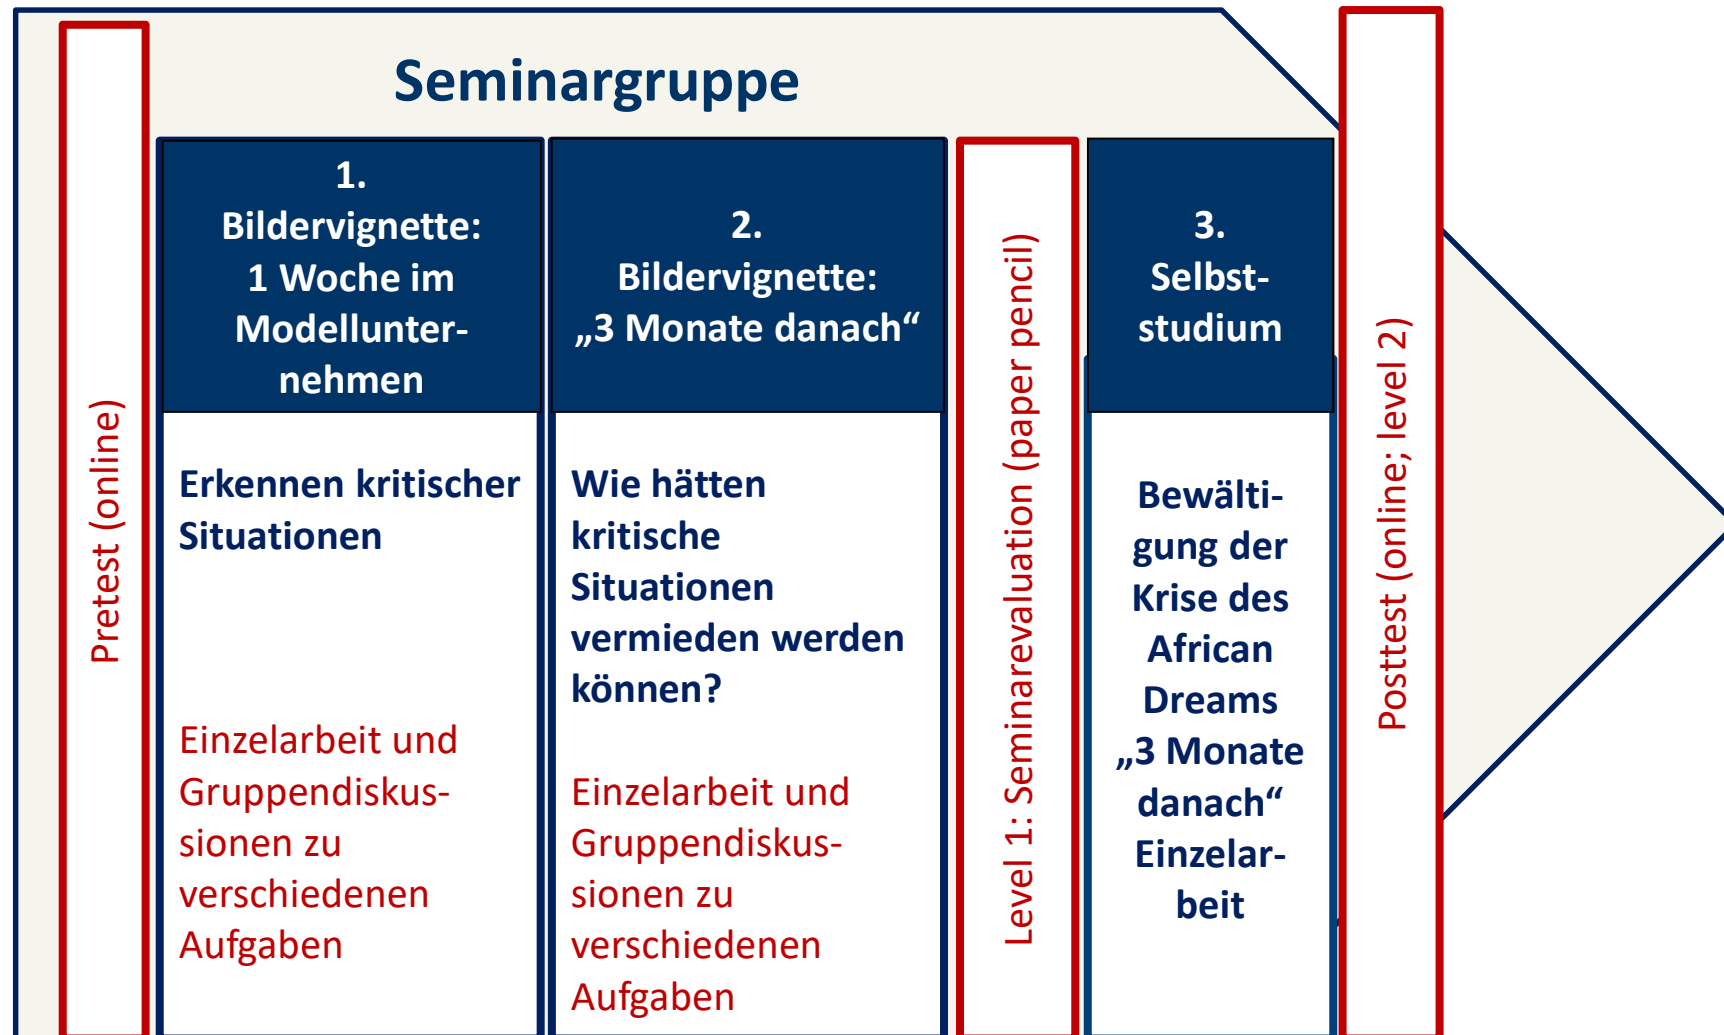 Seminargruppe
Pretest (online)
1.
Bildervignette:
1 Woche im
Modellunter-
nehmen
Erkennen kritischer
Situationen
Einzelarbeit und
Gruppendiskus-
sionen zu
verschiedenen
Aufgaben
2.
Bildervignette:
„3 Monate danach“
Wie hätten
kritische
Situationen
vermieden werden
können?
Einzelarbeit und
Gruppendiskus-
sionen zu
verschiedenen
Aufgaben
Level 1: Seminarevaluation (paper pencil)
3.
Selbst-
studium
Bewälti-
gung der
Krise des
African
Dreams
„3 Monate
danach“
Einzelar-
beit
Posttest (online; level 2)